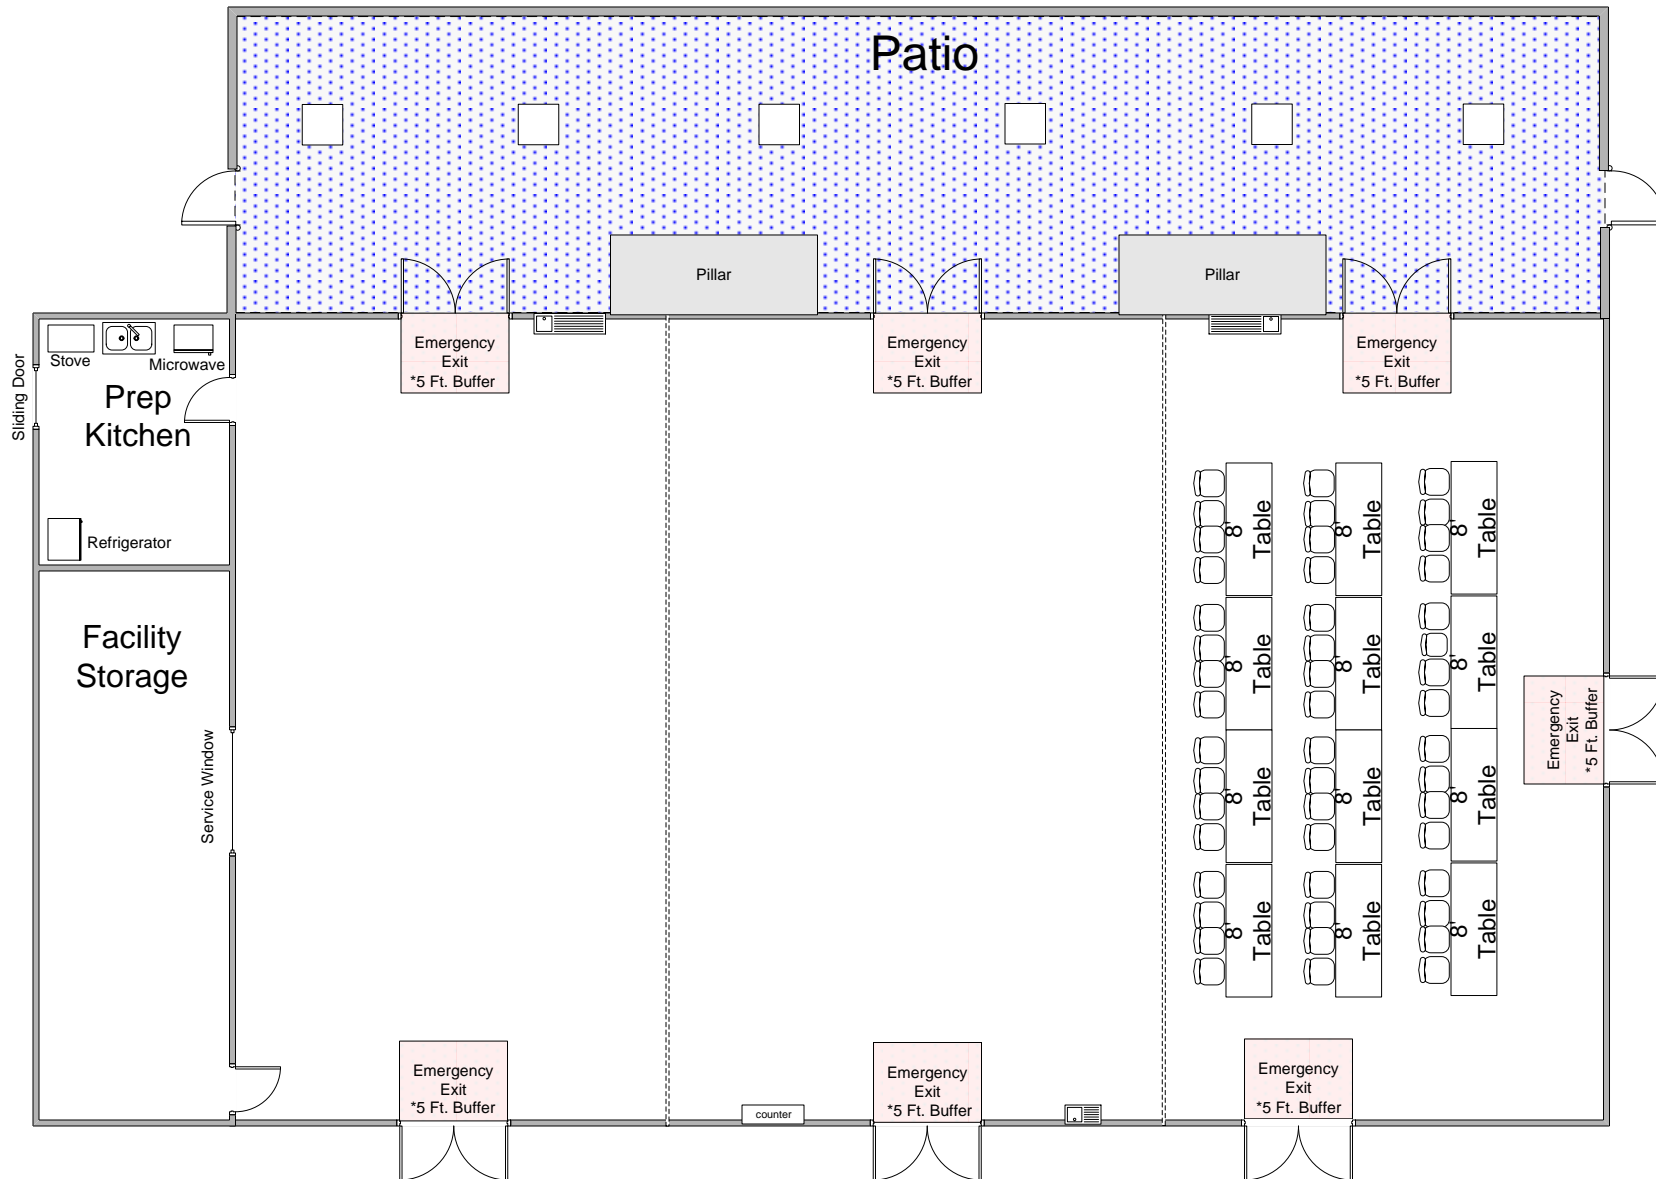 Patio
Pillar
Pillar
Emergency
Exit
*5 Ft. Buffer
Emergency
Exit
*5 Ft. Buffer
Emergency
Exit
*5 Ft. Buffer
Stove
Microwave
Sliding Door
Prep
Kitchen
Refrigerator
Facility
Storage
Service Window
8'
Table
8'
Table
8'
Table
8'
Table
8'
Table
8'
Table
8'
Table
8'
Table
8'
Table
8'
Table
8'
Table
8'
Table
Emergency
Exit
*5 Ft. Buffer
Emergency
Exit
*5 Ft. Buffer
counter
Emergency
Exit
*5 Ft. Buffer
Emergency
Exit
*5 Ft. Buffer